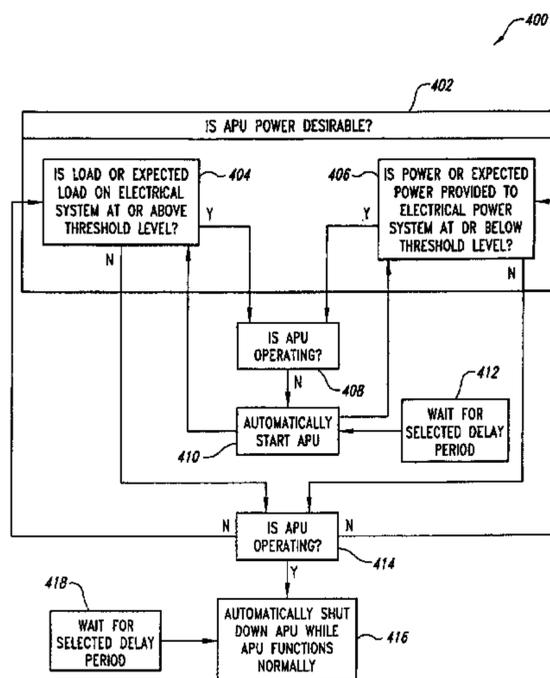 400
402
IS APU POWER DESIRABLE?
IS LOAD OR EXPECTED
LOAD ON ELECTRICAL
SYSTEM AT OR ABOVE
THRESHOLD LEVEL?
404
Y
N
406
IS POWER OR EXPECTED
POWER PROVIDED TO
ELECTRICAL POWER
SYSTEM AT OR BELOW
THRESHOLD LEVEL?
Y
N
IS APU
OPERATING?
408
N
AUTOMATICALLY
START APU
410
412
WAIT FOR
SELECTED DELAY
PERIOD
N
IS APU
OPERATING?
N
414
Y
418
WAIT FOR
SELECTED DELAY
PERIOD
AUTOMATICALLY SHUT
DOWN APU WHILE
APU FUNCTIONS
NORMALLY
416